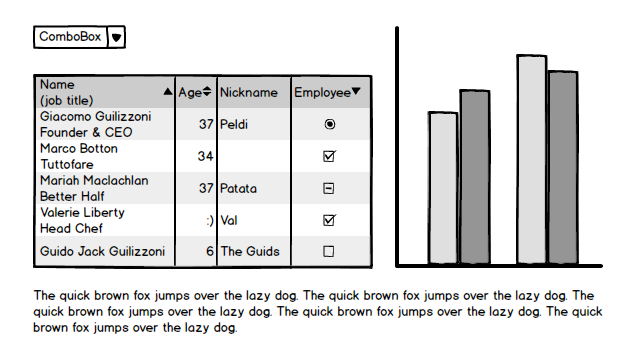 ComboBox
Name
(job title)
Age
Nickname
Employee
Giacomo Guilizzoni
Founder & CEO
37
Peldi
Marco Botton
Tuttofare
34
Mariah Maclachlan
Better Half
37
Patata
Valerie Liberty
Head Chef
:)
Val
Guido Jack Guilizzoni
6
The Guids
The quick brown fox jumps over the lazy dog. The quick brown fox jumps over the lazy dog. The
quick brown fox jumps over the lazy dog. The quick brown fox jumps over the lazy dog. The quick
brown fox jumps over the lazy dog.